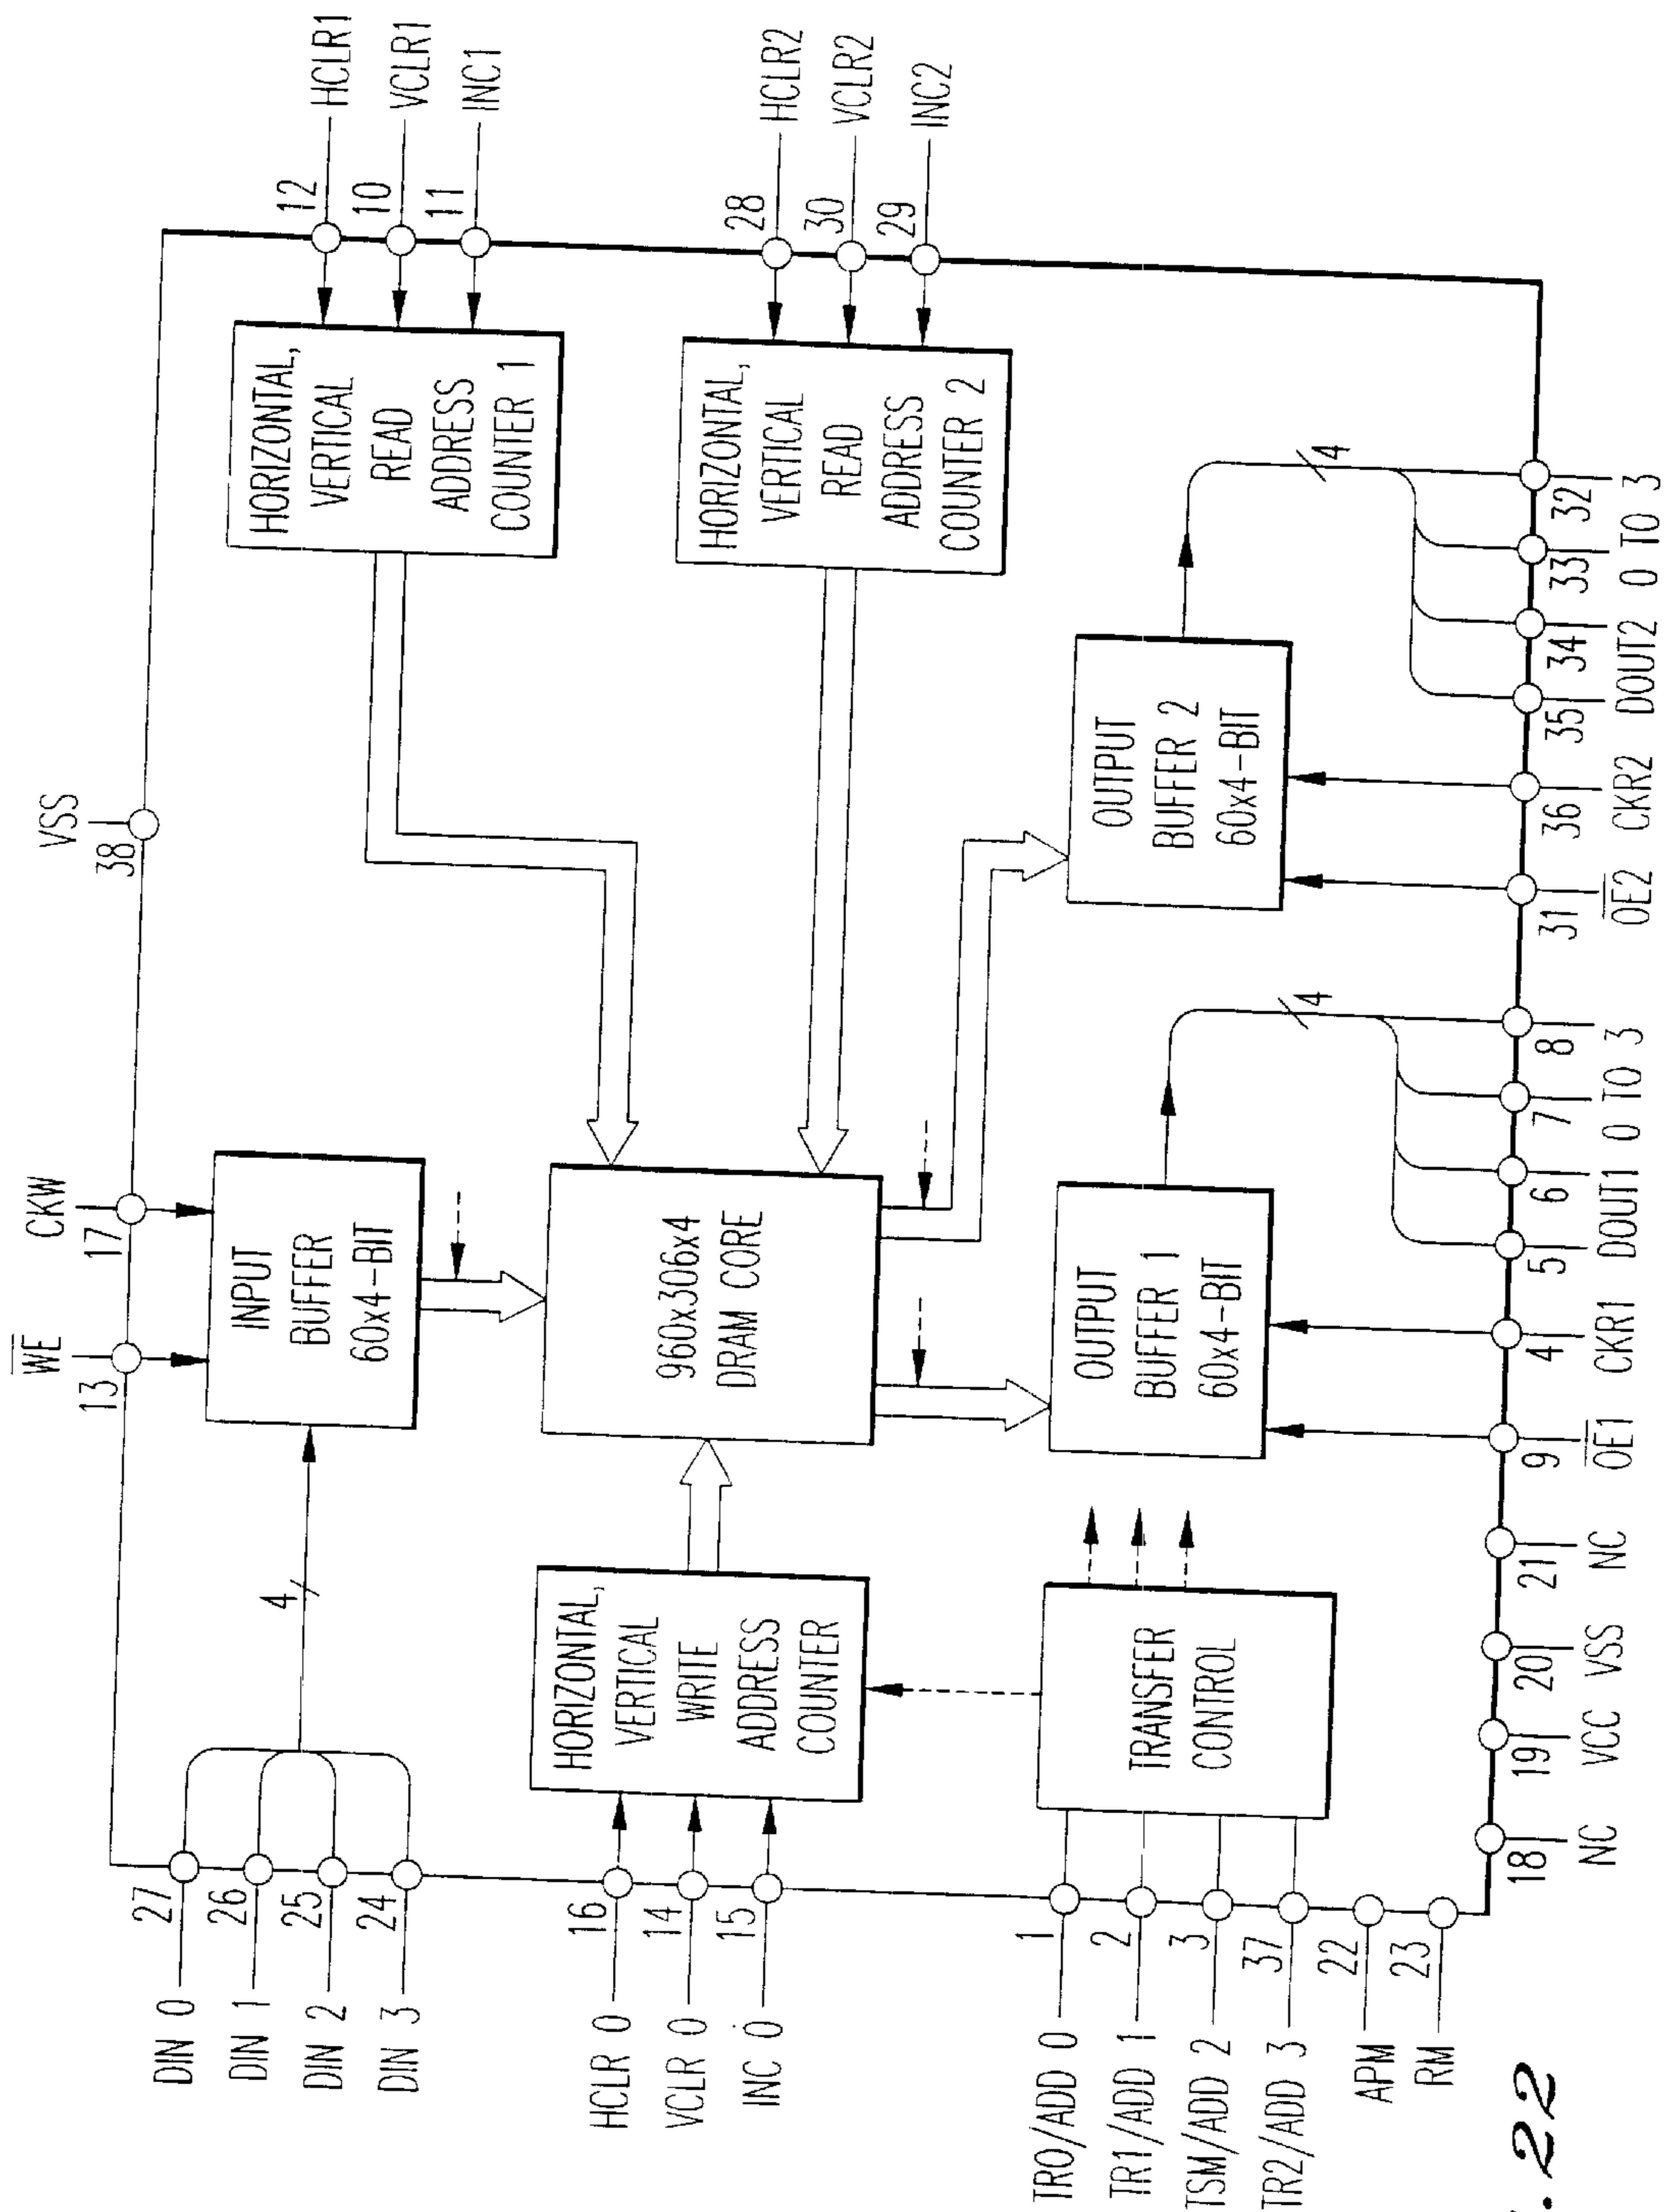 WE
CKW
VSS
13
17
38
DIN 0
27
DIN 1
26
DIN 2
25
DIN 3
24
4
INPUT
BUFFER
60x4-BIT
HORIZONTAL,
VERTICAL
READ
ADDRESS
COUNTER 1
12
HCLR1
10
VCLR1
11
INC1
HCLR 0
16
VCLR 0
14
INC 0
15
HORIZONTAL,
VERTICAL
WRITE
ADDRESS
COUNTER
960x306x4
DRAM CORE
HORIZONTAL,
VERTICAL
READ
ADDRESS
COUNTER 2
28
HCLR2
30
VCLR2
29
INC2
TR0/ADD 0
1
TR1/ADD 1
2
TSM/ADD 2
3
TR2/ADD 3
37
APM
22
RM
23
TRANSFER
CONTROL
OUTPUT
BUFFER 1
60x4-BIT
4
OUTPUT
BUFFER 2
60x4-BIT
4
18
19
20
21
9
4
5
6
7
8
31
36
35
34
33
32
NC
VCC
VSS
NC
OE1
CKR1
DOUT1 0 TO 3
OE2
CKR2
DOUT2 0 TO 3
.22